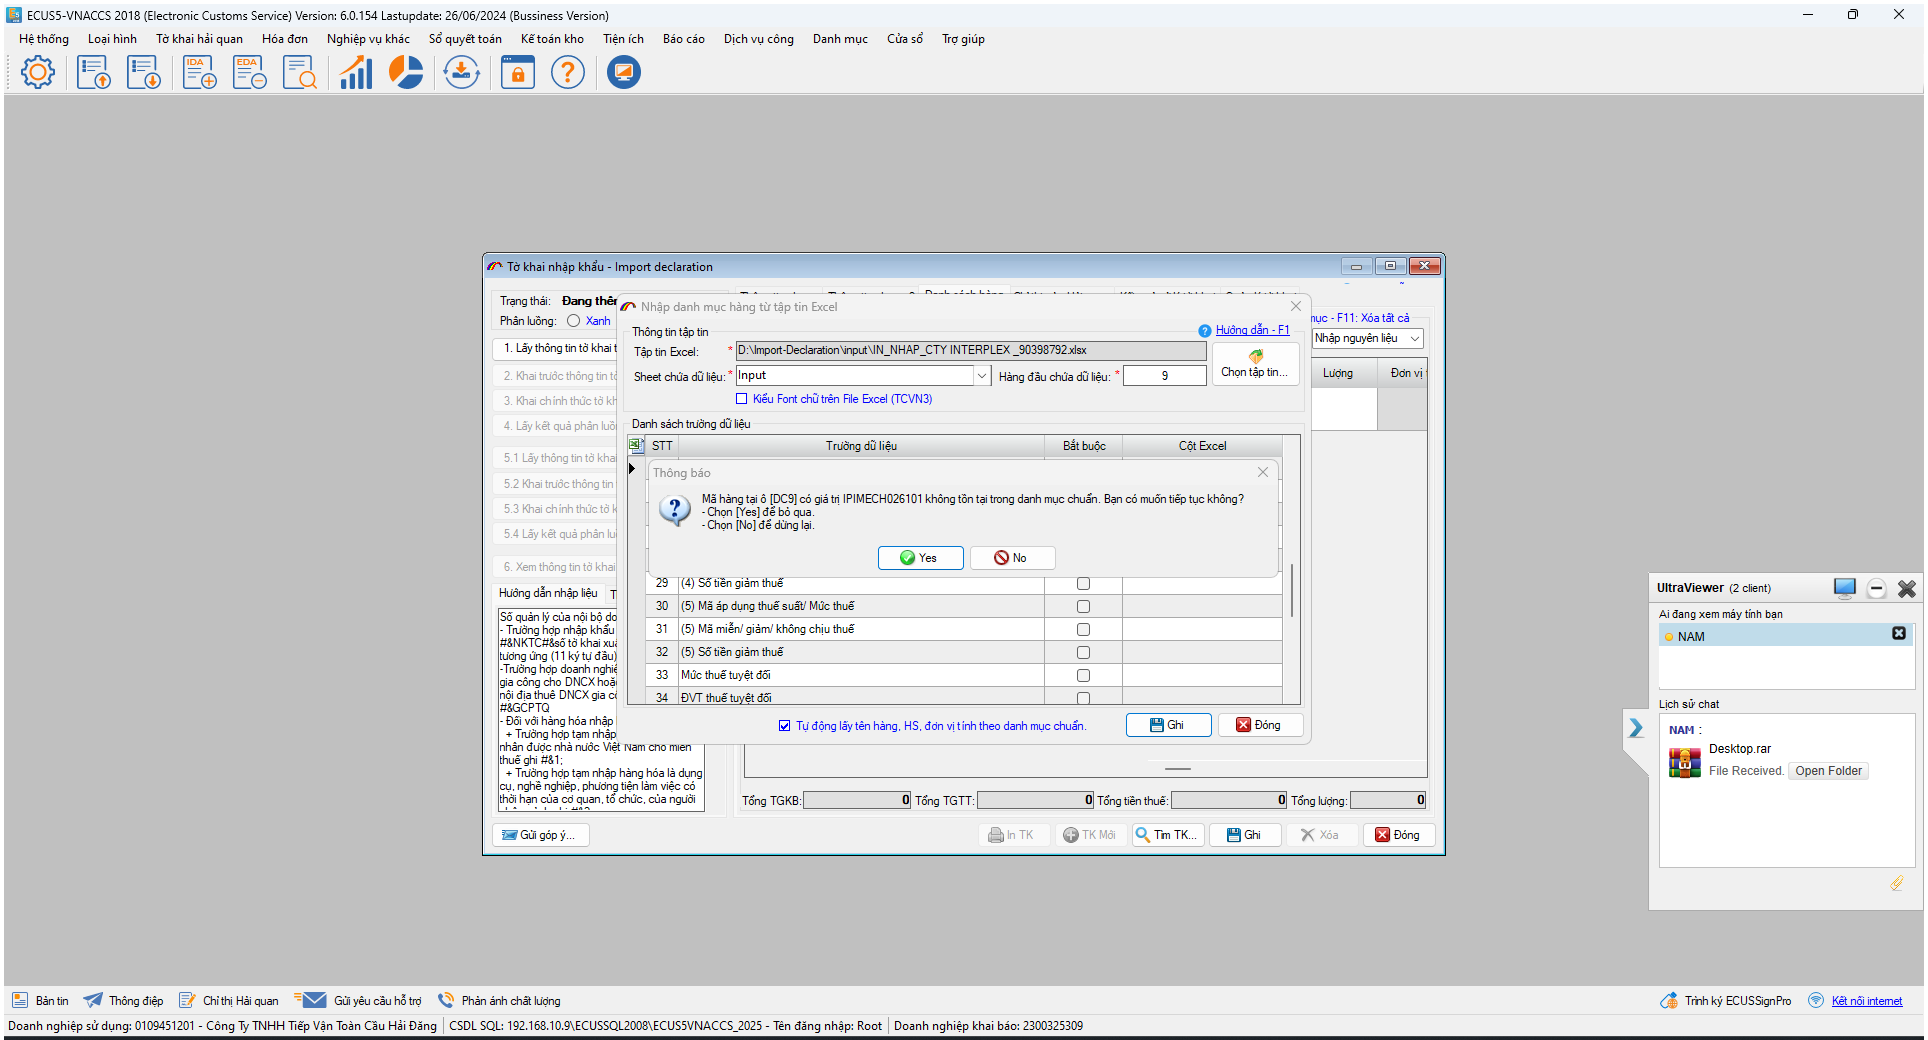 ECUS5-VNACCS 2018 (Electronic Customs Service) Version: 6.0.154 Lastupdate: 26/06/2024 (Bussiness Version)
Hệ thống Loại hình Tờ khai hải quan Hóa đơn Nghiệp vụ khác Sổ quyết toán Kế toán kho Tiện ích Báo cáo Dịch vụ công Danh mục Cửa sổ Trợ giúp
IDA EDA
Tờ khai nhập khẩu - Import declaration
Trạng thái: Đang thêm
Phân luồng: Xanh
1. Lấy thông tin tờ khai t
2. Khai trước thông tin tờ
3. Khai chính thức tờ kh
4. Lấy kết quả phân luồn
5.1 Lấy thông tin tờ khai
5.2 Khai trước thông tin
5.3 Khai chính thức tờ k
5.4 Lấy kết quả phân luồ
6. Xem thông tin tờ khai
Hướng dẫn nhập liệu
Số quản lý của nội bộ do
- Trường hợp nhập khẩu
#&NKTC#&số tờ khai xuấ
tương ứng (11 ký tự đầu)
-Trường hợp doanh nghiệ
gia công cho DNCX hoặc
nội địa thuê DNCX gia cô
#&GCPTQ
- Đối với hàng hóa nhập
+ Trường hợp tạm nhập
nhân được nhà nước Việt Nam cho miễn
thuế ghi #&1;
+ Trường hợp tạm nhập hàng hóa là dụng
cụ, nghề nghiệp, phương tiện làm việc có
thời hạn của cơ quan, tổ chức, của người
Nhập danh mục hàng từ tập tin Excel
Thông tin tập tin
Hướng dẫn - F1
Tập tin Excel: * D:\Import-Declaration\input\IN_NHAP_CTY INTERPLEX _90398792.xlsx
Chọn tập tin...
Sheet chứa dữ liệu: * Input Hàng đầu chứa dữ liệu: * 9
Kiểu Font chữ trên File Excel (TCVN3)
Danh sách trường dữ liệu
STT Trường dữ liệu Bắt buộc Cột Excel
Thông báo
Mã hàng tại ô [DC9] có giá trị IPIMECH026101 không tồn tại trong danh mục chuẩn. Bạn có muốn tiếp tục không?
- Chọn [Yes] để bỏ qua.
- Chọn [No] để dừng lại.
Yes No
29 (4) Số tiền giảm thuế
30 (5) Mã áp dụng thuế suất/ Mức thuế
31 (5) Mã miễn/ giảm/ không chịu thuế
32 (5) Số tiền giảm thuế
33 Mức thuế tuyệt đối
34 ĐVT thuế tuyệt đối
Tự động lấy tên hàng, HS, đơn vị tính theo danh mục chuẩn. Ghi Đóng
mục - F11: Xóa tất cả
Nhập nguyên liệu
Lượng Đơn vị
Tổng TGKB: 0 Tổng TGTT: 0 Tổng tiền thuế: 0 Tổng lượng: 0
Gửi góp ý... In TK TK Mới Tìm TK... Ghi Xóa Đóng
UltraViewer (2 client)
Ai đang xem máy tính bạn
NAM
Lịch sử chat
NAM :
Desktop.rar
File Received. Open Folder
Bản tin Thông điệp Chỉ thị Hải quan Gửi yêu cầu hỗ trợ Phản ánh chất lượng Trình ký ECUSSignPro Kết nối internet
Doanh nghiệp sử dụng: 0109451201 - Công Ty TNHH Tiếp Vận Toàn Cầu Hải Đăng CSDL SQL: 192.168.10.9\ECUSSQL2008\ECUS5VNACCS_2025 - Tên đăng nhập: Root Doanh nghiệp khai báo: 2300325309